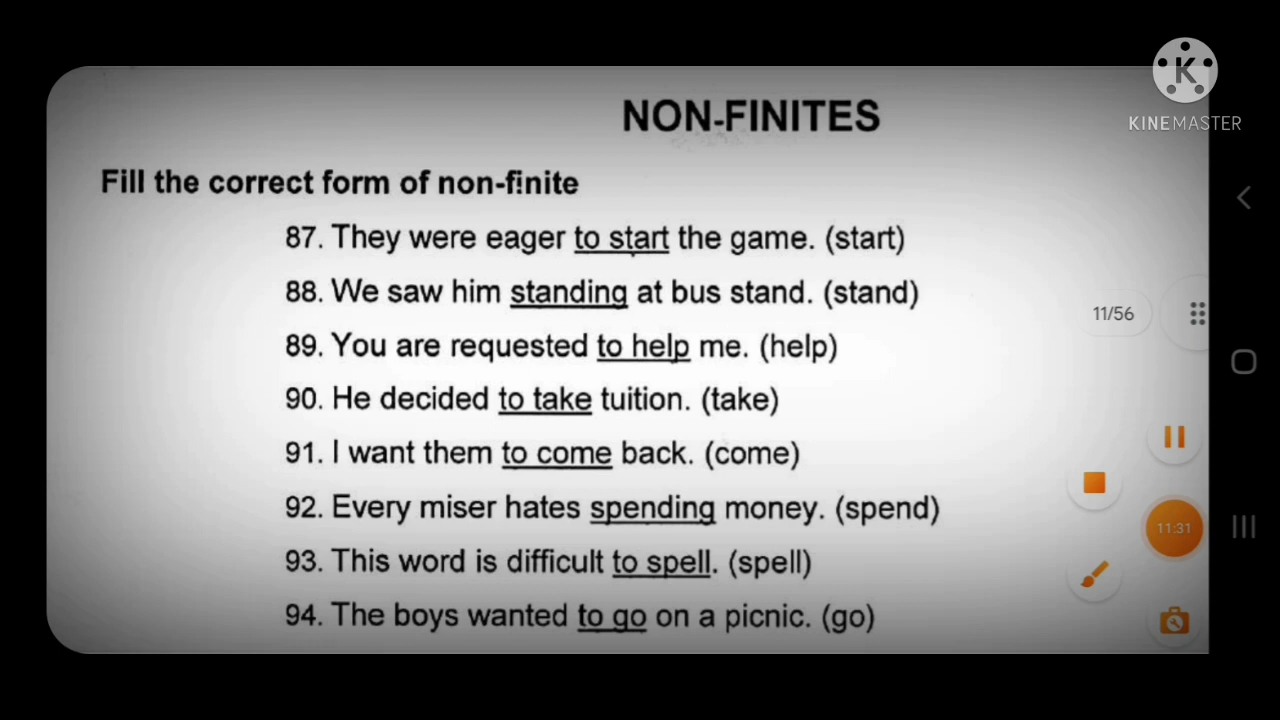 NON-FINITES
KINEMASTER
Fill the correct form of non-finite
87. They were eager to start the game. (start)
88. We saw him standing at bus stand. (stand)
11/56
89. You are requested to help me. (help)
90. He decided to take tuition. (take)
91. I want them to come back. (come)
92. Every miser hates spending money. (spend)
11:31
93. This word is difficult to spell. (spell)
94. The boys wanted to go on a picnic. (go)